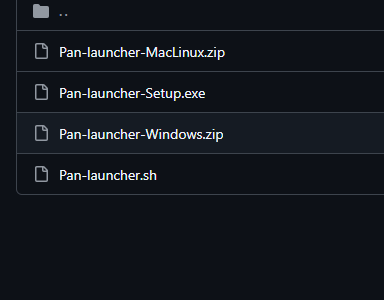 ..
Pan-launcher-MacLinux.zip
Pan-launcher-Setup.exe
Pan-launcher-Windows.zip
Pan-launcher.sh